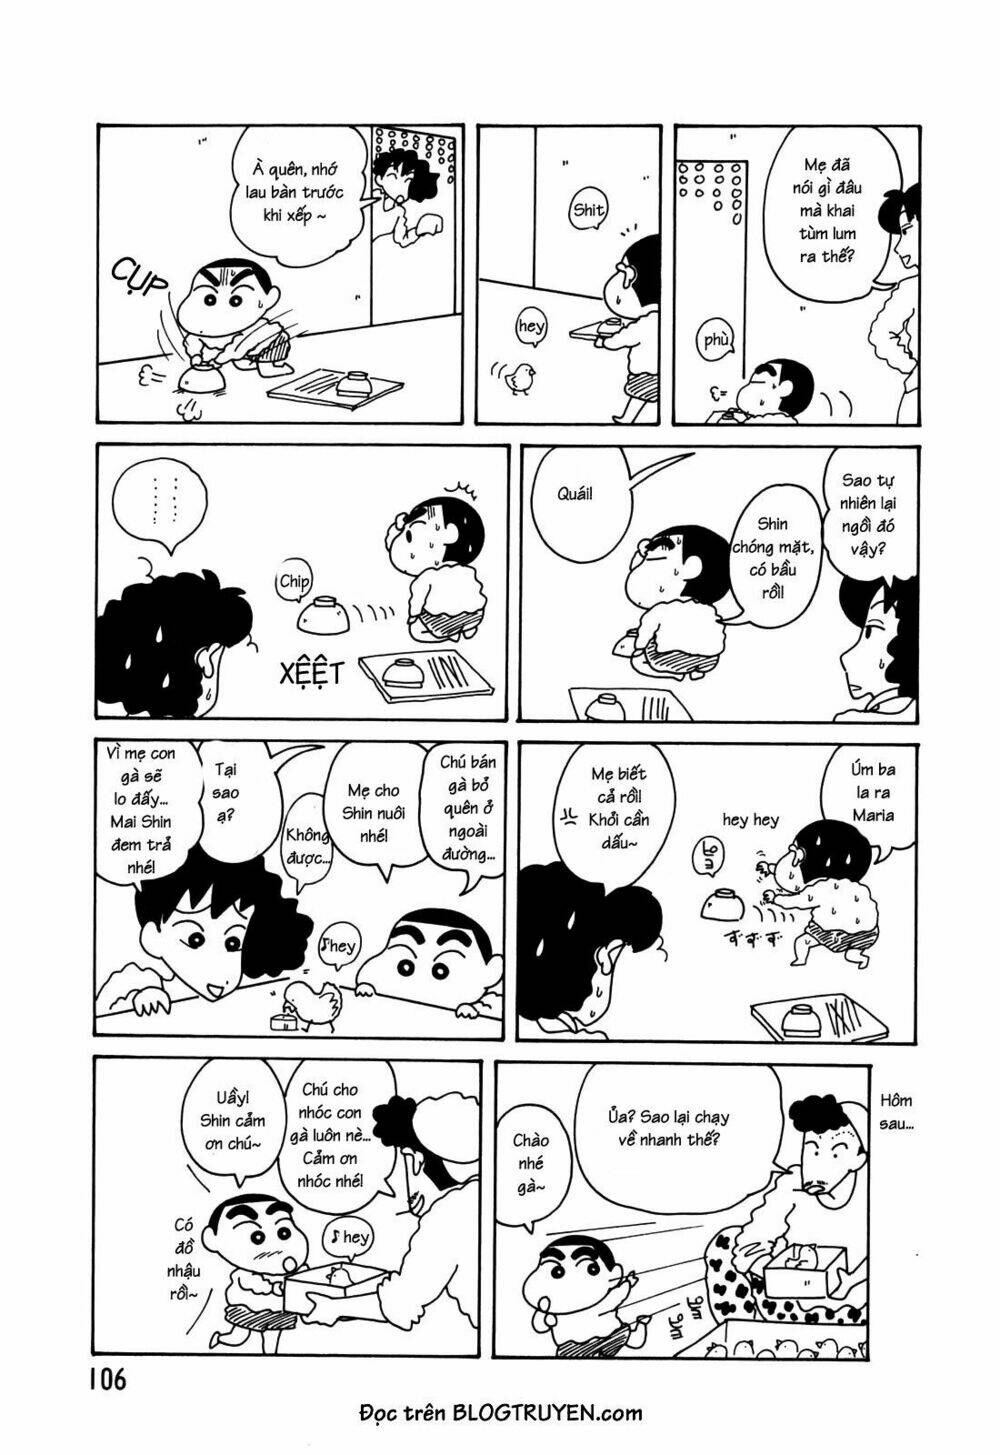 Mẹ đã
nói gì đâu
mà khai
tùm lum
ra thế?
phù
Shit
hey
À quên, nhớ
lau bàn trước
khi xếp ~
CỤP
Sao tự
nhiên lại
ngồi đó
vậy?
Shin
chóng mặt,
có bầu
rồi!
Quái!
Chip
XỆỆT
Úm ba
la ra
Maria
hey hey
Mẹ biết
cả rồi!
Khỏi cần
dấu~
ずずず
Chú bán
gà bỏ
quên ở
ngoài
đường...
Mẹ cho
Shin nuôi
nhé!
Không
được...
Tại
sao
ạ?
Vì mẹ con
gà sẽ
lo đấy...
Mai Shin
đem trả
nhé!
♪hey
Hôm
sau...
Ủa? Sao lại chạy
về nhanh thế?
Chào
nhé
gà~
Chú cho
nhóc con
gà luôn nè...
Cảm ơn
nhóc nhé!
Uầy!
Shin cảm
ơn chú~
♪hey
Có
đồ
nhậu
rồi~
106
Đọc trên BLOGTRUYEN.com